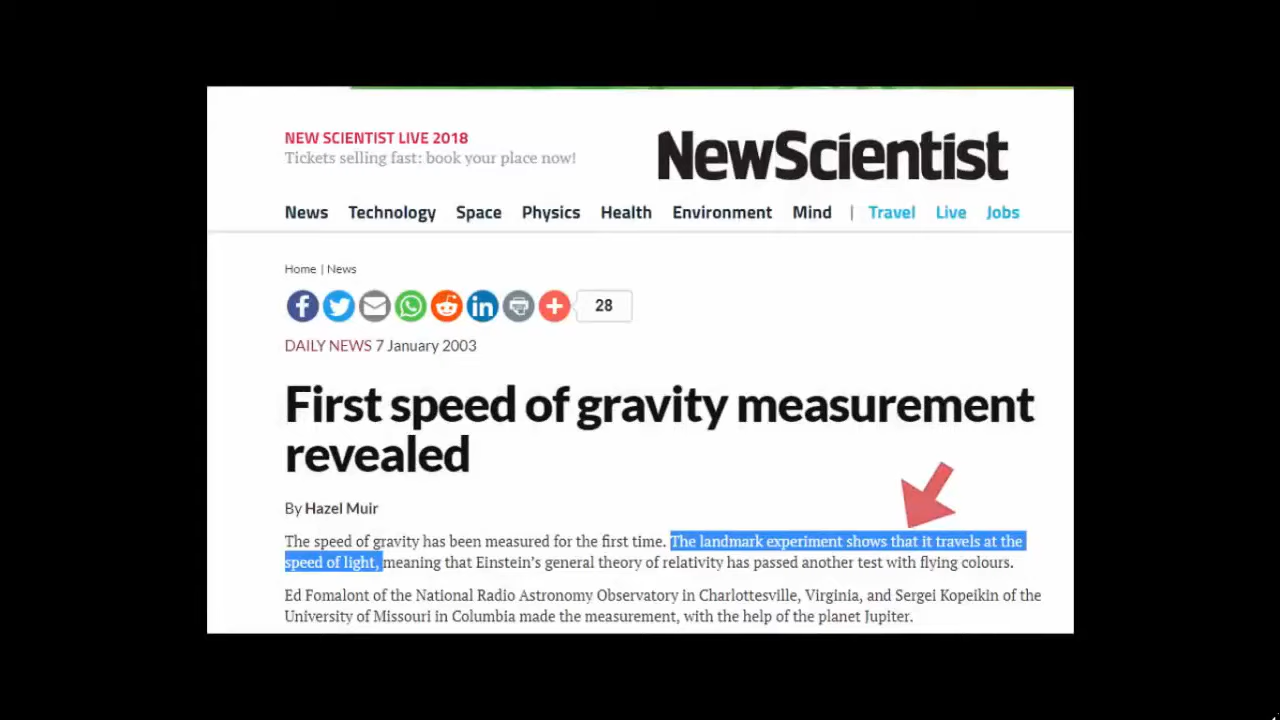 NEW SCIENTIST LIVE 2018
Tickets selling fast: book your place now!
NewScientist
News Technology Space Physics Health Environment Mind | Travel Live Jobs
Home | News
28
DAILY NEWS 7 January 2003
First speed of gravity measurement
revealed
By Hazel Muir
The speed of gravity has been measured for the first time. The landmark experiment shows that it travels at the
speed of light, meaning that Einstein's general theory of relativity has passed another test with flying colours.
Ed Fomalont of the National Radio Astronomy Observatory in Charlottesville, Virginia, and Sergei Kopeikin of the
University of Missouri in Columbia made the measurement, with the help of the planet Jupiter.